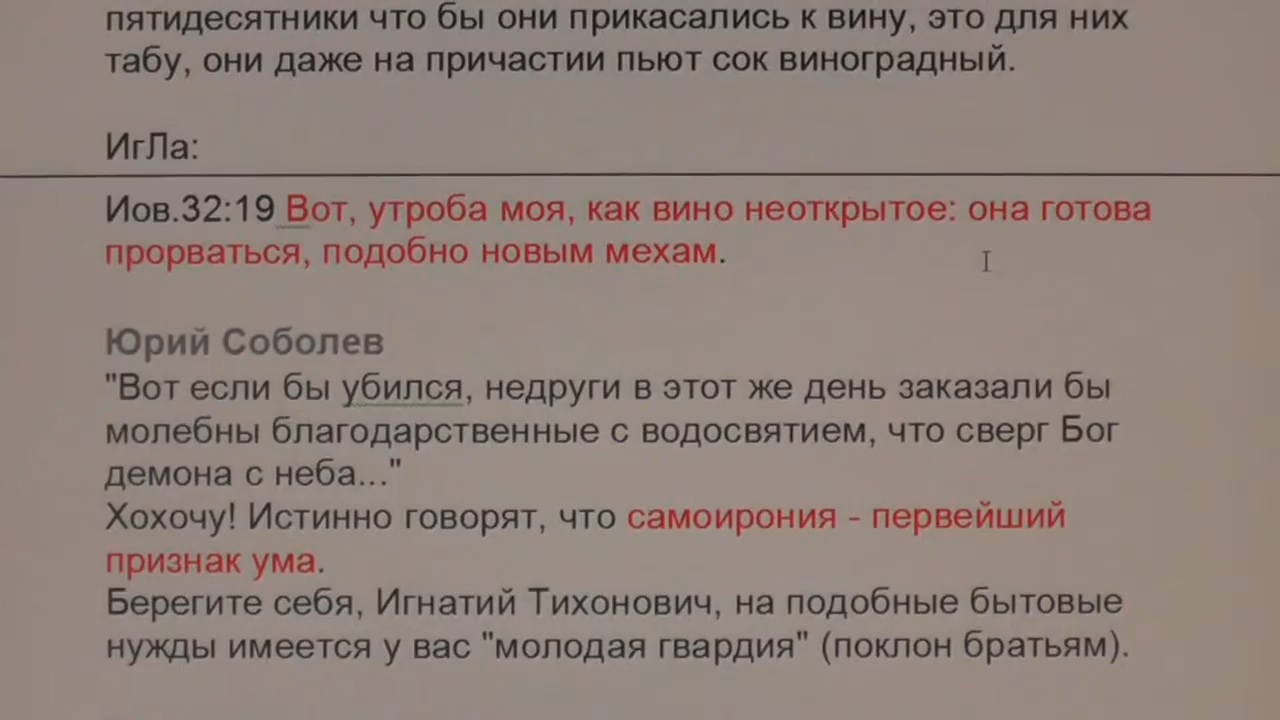 пятидесятники что бы они прикасались к вину, это для них
табу, они даже на причастии пьют сок виноградный.
ИгЛа:
Иов.32:19 Вот, утроба моя, как вино неоткрытое: она готова
прорваться, подобно новым мехам.
Юрий Соболев
"Вот если бы убился, недруги в этот же день заказали бы
молебны благодарственные с водосвятием, что сверг Бог
демона с неба..."
Хохочу! Истинно говорят, что самоирония - первейший
признак ума.
Берегите себя, Игнатий Тихонович, на подобные бытовые
нужды имеется у вас "молодая гвардия" (поклон братьям).